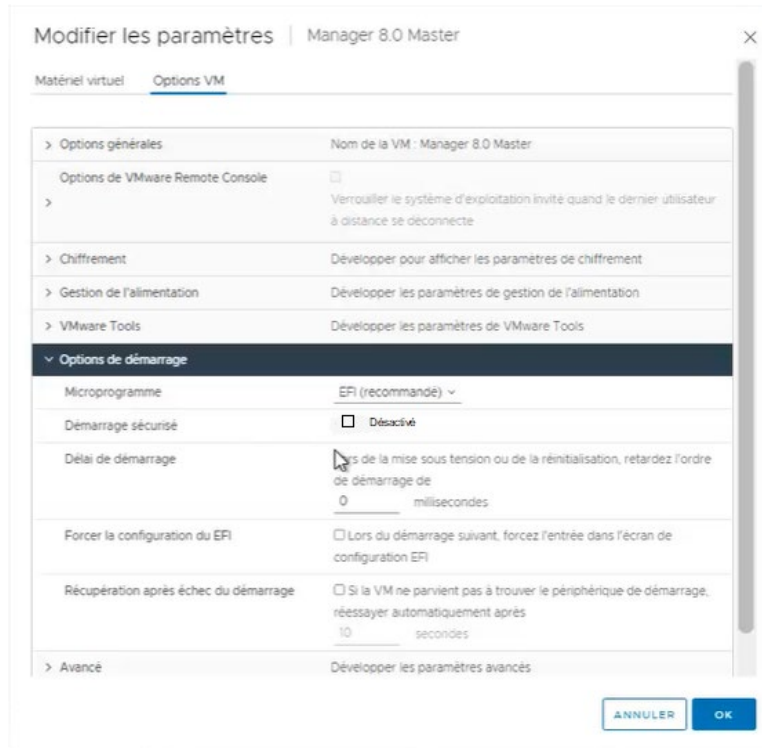 Modifier les paramètres | Manager 8.0 Master
Matériel virtuel Options VM
Options générales Nom de la VM : Manager 8.0 Master
Options de VMware Remote Console
Verrouiller le système d'exploitation invité quand le dernier utilisateur
à distance se déconnecte
Chiffrement Développer pour afficher les paramètres de chiffrement
Gestion de l'alimentation Développer les paramètres de gestion de l'alimentation
VMware Tools Développer les paramètres de VMware Tools
Options de démarrage
Microprogramme EFI (recommandé)
Démarrage sécurisé Désactivé
Délai de démarrage rs de la mise sous tension ou de la réinitialisation, retardez l'ordre
de démarrage de
0 millisecondes
Forcer la configuration du EFI Lors du démarrage suivant, forcez l'entrée dans l'écran de
configuration EFI
Récupération après échec du démarrage Si la VM ne parvient pas à trouver le périphérique de démarrage,
réessayer automatiquement après
10 secondes
Avancé Développer les paramètres avancés
ANNULER OK